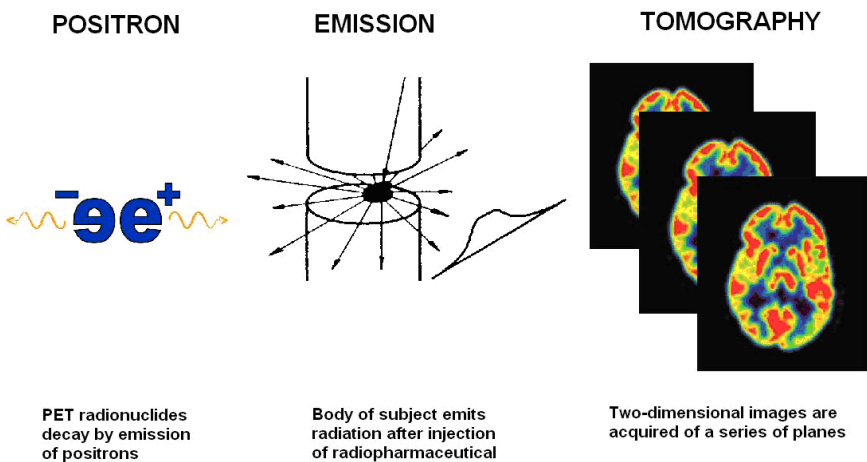 POSITRON
EMISSION
TOMOGRAPHY
-ee+
PET radionuclides
decay by emission
of positrons
Body of subject emits
radiation after injection
of radiopharmaceutical
Two-dimensional images are
acquired of a series of planes